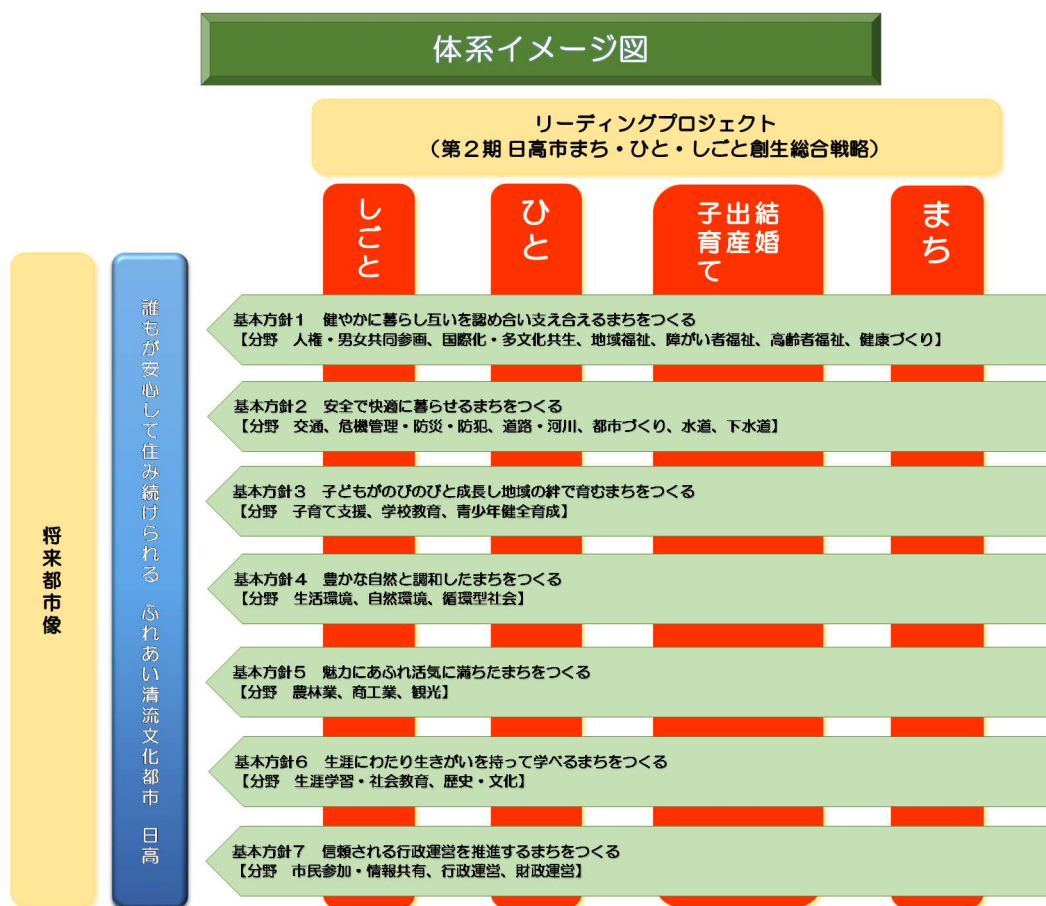 体系イメージ図
リーディングプロジェクト
(第2期 日高市まち・ひと・しごと創生総合戦略)
しごと
ひと
結婚
出産
子育て
まち
将来都市像
誰もが安心して住み続けられる ふれあい清流文化都市 日高
基本方針1 健やかに暮らし互いを認め合い支え合えるまちをつくる
【分野 人権・男女共同参画、国際化・多文化共生、地域福祉、障がい者福祉、高齢者福祉、健康づくり】
基本方針2 安全で快適に暮らせるまちをつくる
【分野 交通、危機管理・防災・防犯、道路・河川、都市づくり、水道、下水道】
基本方針3 子どもがのびのびと成長し地域の絆で育むまちをつくる
【分野 子育て支援、学校教育、青少年健全育成】
基本方針4 豊かな自然と調和したまちをつくる
【分野 生活環境、自然環境、循環型社会】
基本方針5 魅力にあふれ活気に満ちたまちをつくる
【分野 農林業、商工業、観光】
基本方針6 生涯にわたり生きがいを持って学べるまちをつくる
【分野 生涯学習・社会教育、歴史・文化】
基本方針7 信頼される行政運営を推進するまちをつくる
【分野 市民参加・情報共有、行政運営、財政運営】